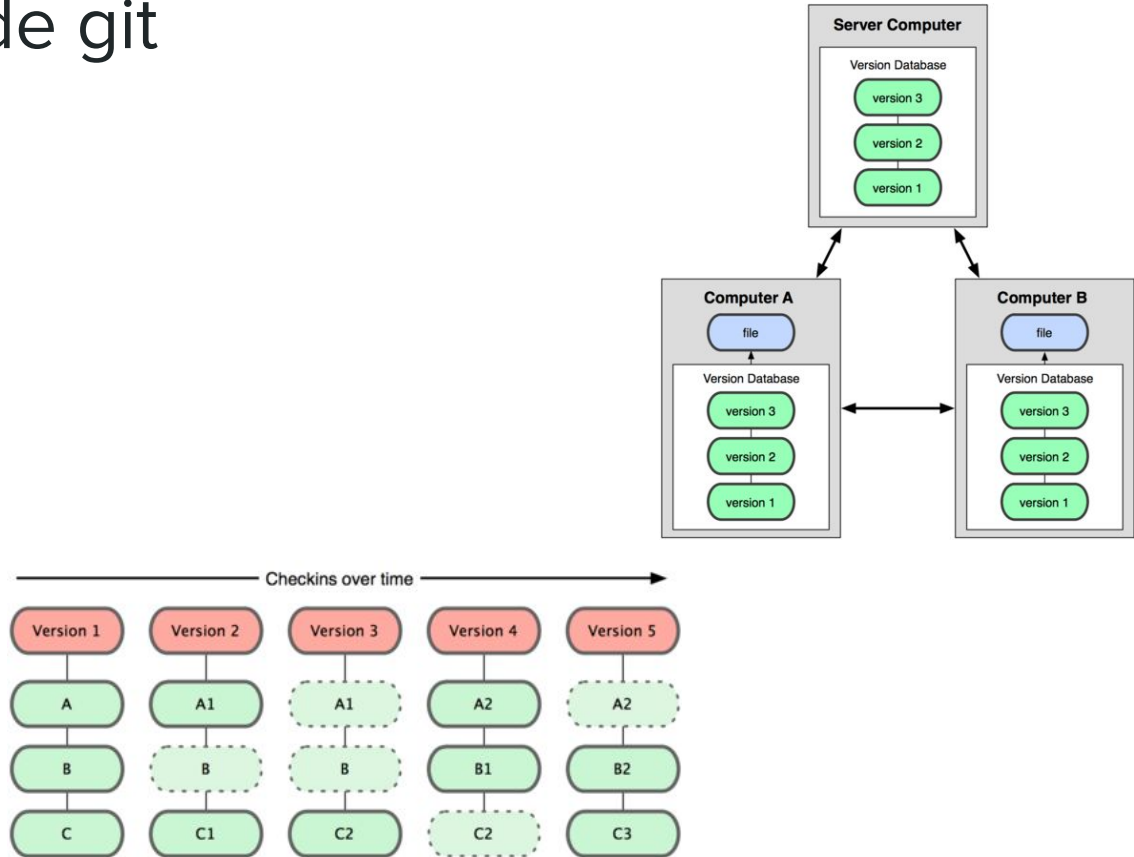 de git
Server Computer
Version Database
version 3
version 2
version 1
Computer A
file
Version Database
version 3
version 2
version 1
Computer B
file
Version Database
version 3
version 2
version 1
Checkins over time
Version 1 Version 2 Version 3 Version 4 Version 5
A A1 A1 A2 A2
B B B B1 B2
C C1 C2 C2 C3